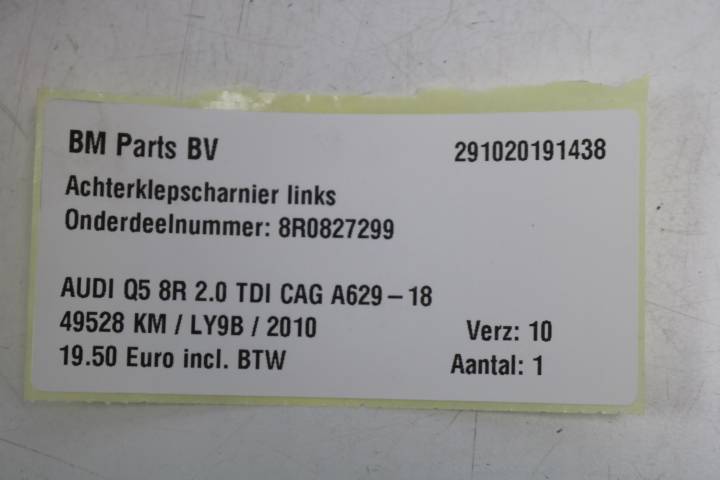 BM Parts BV 291020191438
Achterklepscharnier links
Onderdeelnummer: 8R0827299
AUDI Q5 8R 2.0 TDI CAG A629-18
49528 KM / LY9B / 2010 Verz: 10
19.50 Euro incl. BTW Aantal: 1